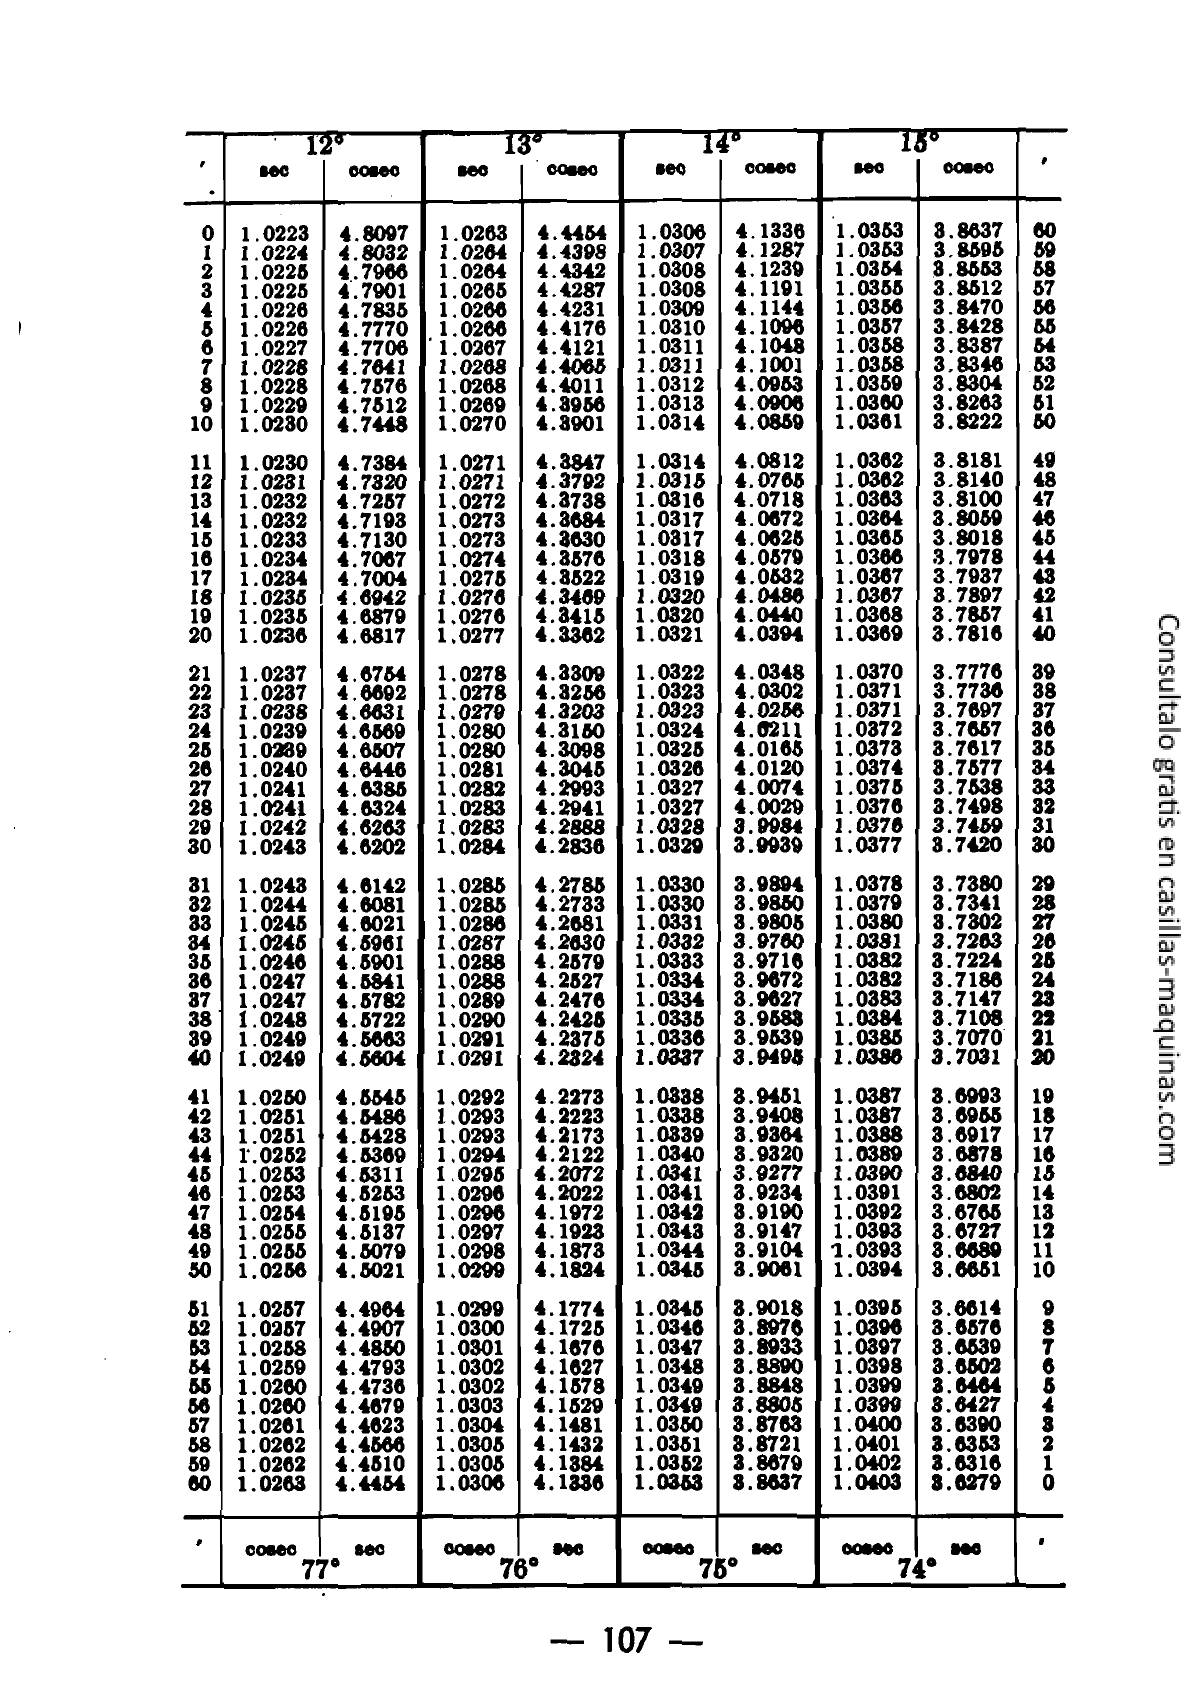 12° 13° 14° 15°
′ sec cosec sec cosec sec cosec sec cosec ′
0 1.0223 4.8097 1.0263 4.4454 1.0306 4.1336 1.0353 3.8637 60
1 1.0224 4.8032 1.0264 4.4398 1.0307 4.1287 1.0353 3.8595 59
2 1.0225 4.7966 1.0264 4.4342 1.0308 4.1239 1.0354 3.8553 58
3 1.0225 4.7901 1.0265 4.4287 1.0308 4.1191 1.0355 3.8512 57
4 1.0226 4.7835 1.0266 4.4231 1.0309 4.1144 1.0356 3.8470 56
5 1.0226 4.7770 1.0266 4.4176 1.0310 4.1096 1.0357 3.8428 55
6 1.0227 4.7706 1.0267 4.4121 1.0311 4.1048 1.0358 3.8387 54
7 1.0228 4.7641 1.0268 4.4065 1.0311 4.1001 1.0358 3.8346 53
8 1.0228 4.7576 1.0268 4.4011 1.0312 4.0953 1.0359 3.8304 52
9 1.0229 4.7512 1.0269 4.3956 1.0313 4.0906 1.0360 3.8263 51
10 1.0230 4.7448 1.0270 4.3901 1.0314 4.0859 1.0361 3.8222 50
11 1.0230 4.7384 1.0271 4.3847 1.0314 4.0812 1.0362 3.8181 49
12 1.0231 4.7320 1.0271 4.3792 1.0315 4.0765 1.0362 3.8140 48
13 1.0232 4.7257 1.0272 4.3738 1.0316 4.0718 1.0363 3.8100 47
14 1.0232 4.7193 1.0273 4.3684 1.0317 4.0672 1.0364 3.8059 46
15 1.0233 4.7130 1.0273 4.3630 1.0317 4.0625 1.0365 3.8018 45
16 1.0234 4.7067 1.0274 4.3576 1.0318 4.0579 1.0366 3.7978 44
17 1.0234 4.7004 1.0275 4.3522 1.0319 4.0532 1.0367 3.7937 43
18 1.0235 4.6942 1.0276 4.3469 1.0320 4.0486 1.0367 3.7897 42
19 1.0235 4.6879 1.0276 4.3415 1.0320 4.0440 1.0368 3.7857 41
20 1.0236 4.6817 1.0277 4.3362 1.0321 4.0394 1.0369 3.7816 40
21 1.0237 4.6754 1.0278 4.3309 1.0322 4.0348 1.0370 3.7776 39
22 1.0237 4.6692 1.0278 4.3256 1.0323 4.0302 1.0371 3.7736 38
23 1.0238 4.6631 1.0279 4.3203 1.0323 4.0256 1.0371 3.7697 37
24 1.0239 4.6569 1.0280 4.3150 1.0324 4.0211 1.0372 3.7657 36
25 1.0239 4.6507 1.0280 4.3098 1.0325 4.0165 1.0373 3.7617 35
26 1.0240 4.6446 1.0281 4.3045 1.0326 4.0120 1.0374 3.7577 34
27 1.0241 4.6385 1.0282 4.2993 1.0327 4.0074 1.0375 3.7538 33
28 1.0241 4.6324 1.0283 4.2941 1.0327 4.0029 1.0376 3.7498 32
29 1.0242 4.6263 1.0283 4.2888 1.0328 3.9984 1.0376 3.7459 31
30 1.0243 4.6202 1.0284 4.2836 1.0329 3.9939 1.0377 3.7420 30
31 1.0243 4.6142 1.0285 4.2785 1.0330 3.9894 1.0378 3.7380 29
32 1.0244 4.6081 1.0285 4.2733 1.0330 3.9850 1.0379 3.7341 28
33 1.0245 4.6021 1.0286 4.2681 1.0331 3.9805 1.0380 3.7302 27
34 1.0245 4.5961 1.0287 4.2630 1.0332 3.9760 1.0381 3.7263 26
35 1.0246 4.5901 1.0288 4.2579 1.0333 3.9716 1.0382 3.7224 25
36 1.0247 4.5841 1.0288 4.2527 1.0334 3.9672 1.0382 3.7186 24
37 1.0247 4.5782 1.0289 4.2476 1.0334 3.9627 1.0383 3.7147 23
38 1.0248 4.5722 1.0290 4.2425 1.0335 3.9583 1.0384 3.7108 22
39 1.0249 4.5663 1.0291 4.2375 1.0336 3.9539 1.0385 3.7070 21
40 1.0249 4.5604 1.0291 4.2324 1.0337 3.9495 1.0386 3.7031 20
41 1.0250 4.5545 1.0292 4.2273 1.0338 3.9451 1.0387 3.6993 19
42 1.0251 4.5486 1.0293 4.2223 1.0338 3.9408 1.0387 3.6955 18
43 1.0251 4.5428 1.0293 4.2173 1.0339 3.9364 1.0388 3.6917 17
44 1.0252 4.5369 1.0294 4.2122 1.0340 3.9320 1.0389 3.6878 16
45 1.0253 4.5311 1.0295 4.2072 1.0341 3.9277 1.0390 3.6840 15
46 1.0253 4.5253 1.0296 4.2022 1.0341 3.9234 1.0391 3.6802 14
47 1.0254 4.5195 1.0296 4.1972 1.0342 3.9190 1.0392 3.6765 13
48 1.0255 4.5137 1.0297 4.1923 1.0343 3.9147 1.0393 3.6727 12
49 1.0255 4.5079 1.0298 4.1873 1.0344 3.9104 1.0393 3.6689 11
50 1.0256 4.5021 1.0299 4.1824 1.0345 3.9061 1.0394 3.6651 10
51 1.0257 4.4964 1.0299 4.1774 1.0345 3.9018 1.0395 3.6614 9
52 1.0257 4.4907 1.0300 4.1725 1.0346 3.8976 1.0396 3.6576 8
53 1.0258 4.4850 1.0301 4.1676 1.0347 3.8933 1.0397 3.6539 7
54 1.0259 4.4793 1.0302 4.1627 1.0348 3.8890 1.0398 3.6502 6
55 1.0260 4.4736 1.0302 4.1578 1.0349 3.8848 1.0399 3.6464 5
56 1.0260 4.4679 1.0303 4.1529 1.0349 3.8805 1.0399 3.6427 4
57 1.0261 4.4623 1.0304 4.1481 1.0350 3.8763 1.0400 3.6390 3
58 1.0262 4.4566 1.0305 4.1432 1.0351 3.8721 1.0401 3.6353 2
59 1.0262 4.4510 1.0305 4.1384 1.0352 3.8679 1.0402 3.6316 1
60 1.0263 4.4454 1.0306 4.1336 1.0353 3.8637 1.0403 3.6279 0
′ cosec sec cosec sec cosec sec cosec sec ′
77° 76° 75° 74°
— 107 —
Consultalo gratis en casillas-maquinas.com